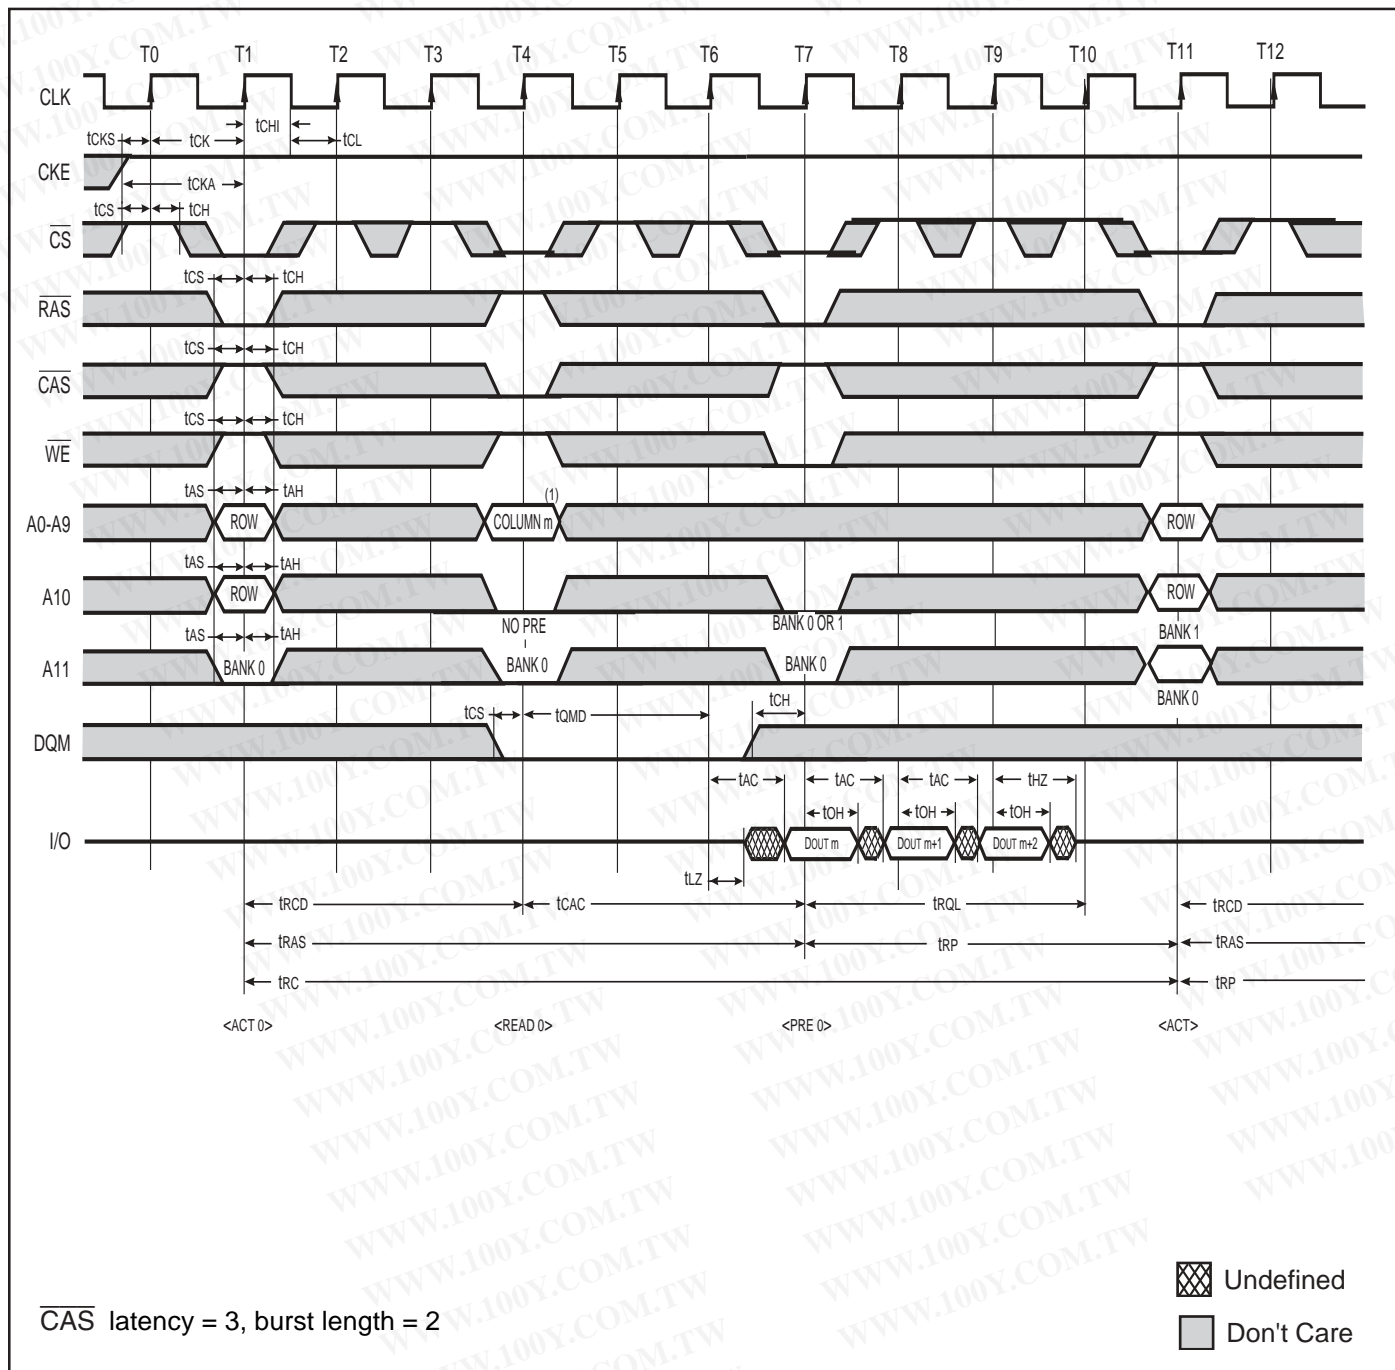 T0 T1 T2 T3 T4 T5 T6 T7 T8 T9 T10 T11 T12
CLK
tCHI
tCKS tCK tCL
CKE
tCKA
tCS tCH
CS
tCS tCH
RAS
tCS tCH
CAS
tCS tCH
WE
tAS tAH (1)
A0-A9 ROW COLUMN m ROW
tAS tAH
A10 ROW ROW
NO PRE BANK 0 OR 1 BANK 1
tAS tAH
A11 BANK 0 BANK 0 BANK 0
BANK 0
tCH
tCS tQMD
DQM
tAC tAC tAC tHZ
tOH tOH tOH
I/O DOUT m DOUT m+1 DOUT m+2
tLZ
tRCD tCAC tRQL tRCD
tRAS tRP tRAS
tRC tRP
<ACT 0> <READ 0> <PRE 0> <ACT>
Undefined
CAS latency = 3, burst length = 2
Don't Care
WWW.100Y.COM.TW